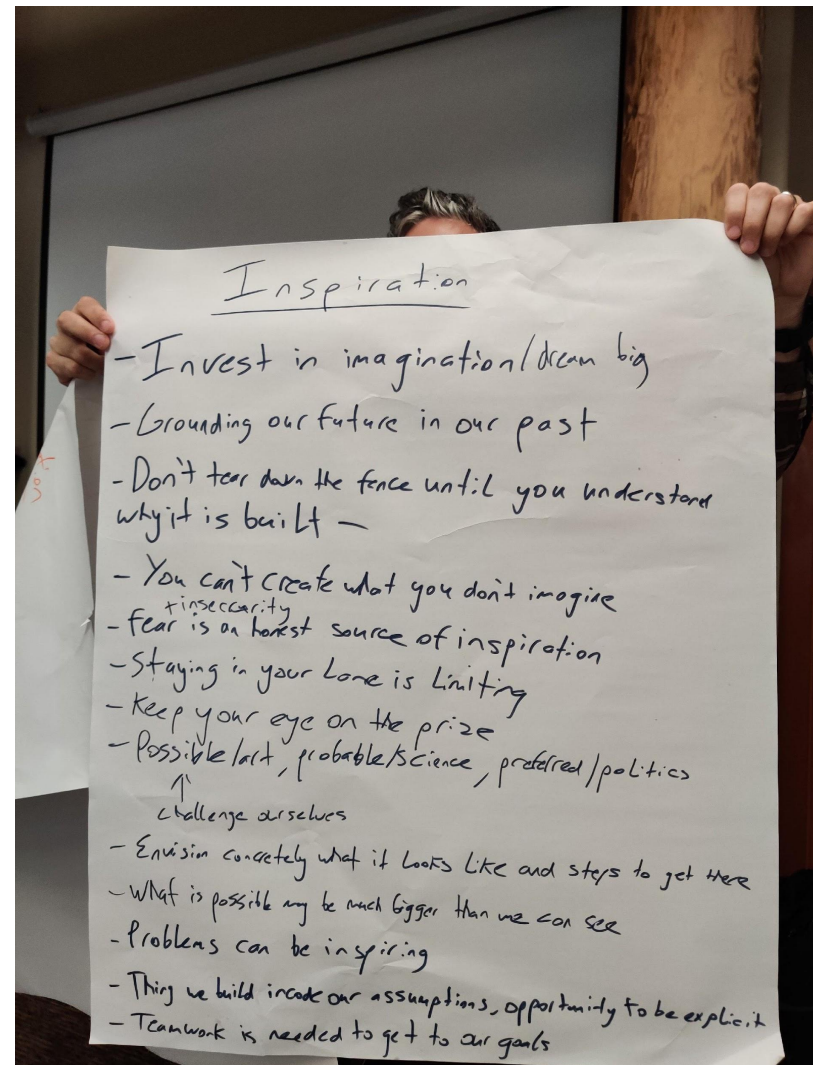 Inspiration
- Invest in imagination/dream big
- Grounding our future in our past
- Don't tear down the fence until you understand
why it is built -
- You can't create what you don't imagine
+ inseccurity
- fear is an honest source of inspiration
- Staying in your Lane is Limiting
- Keep your eye on the prize
- Possible/art, probable/science, preferred/politics
↑
challenge ourselves
- Envision concretely what it Looks Like and steps to get there
- What is possible may be much bigger than we can see
- Problems can be inspiring
- Thing we build incode our assumptions, opportunity to be explicit
- Teamwork is needed to get to our goals